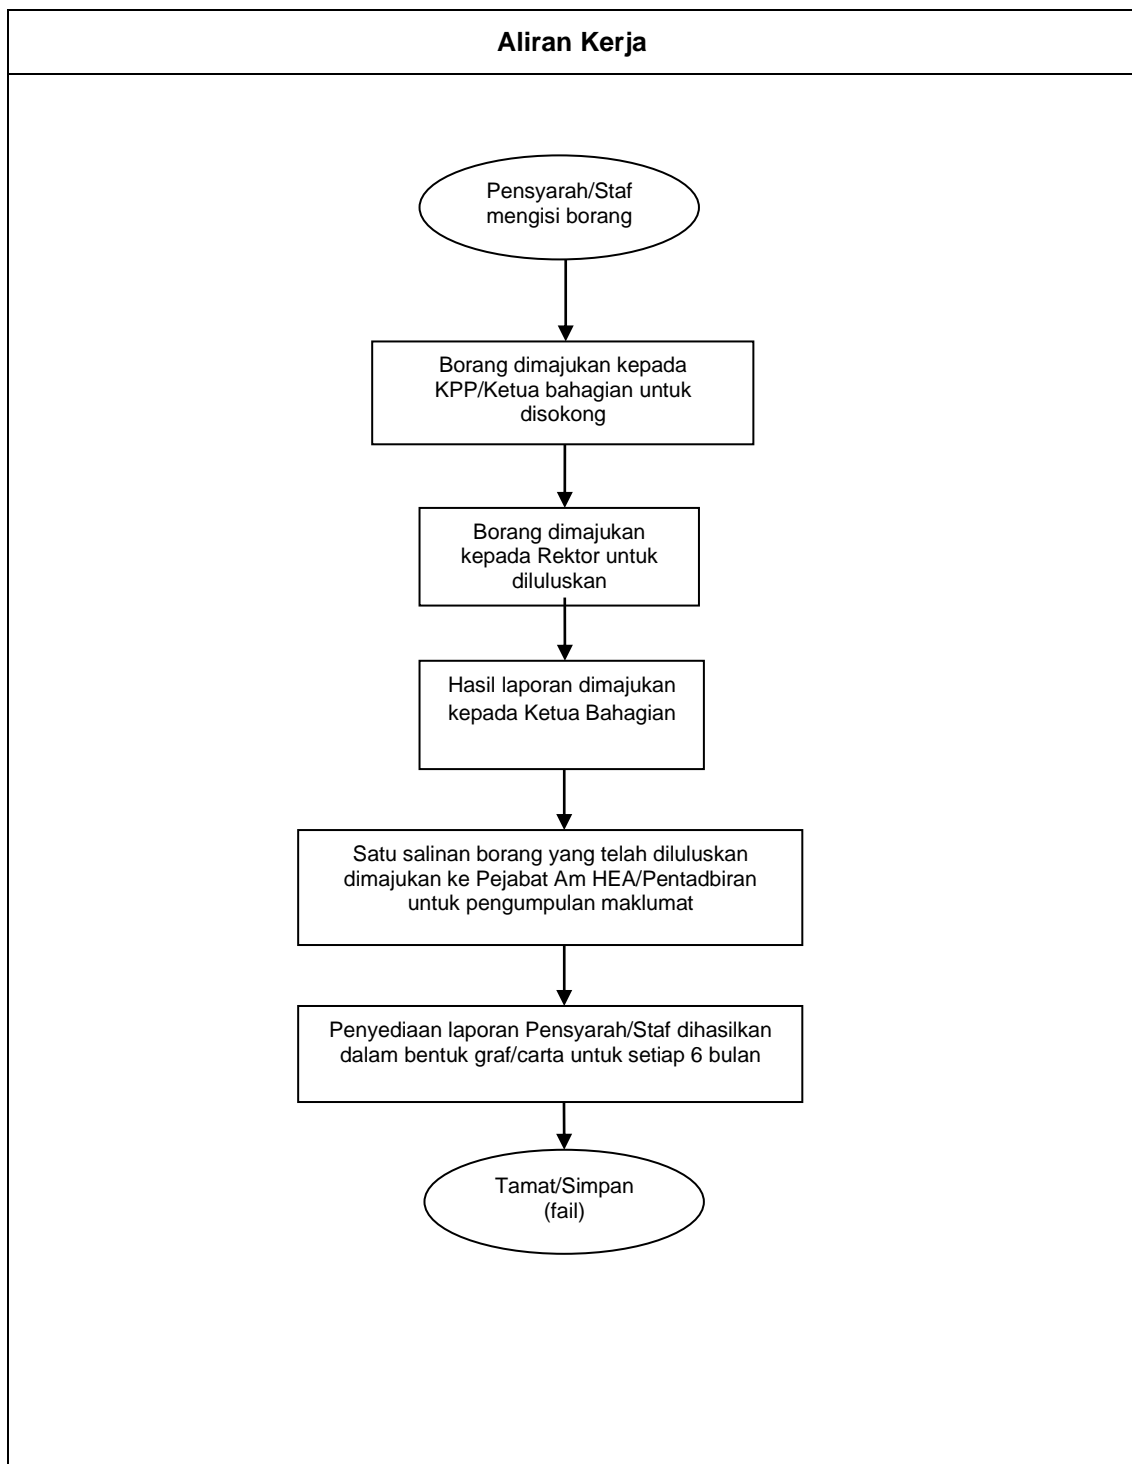 Aliran Kerja
Pensyarah/Staf
mengisi borang
Borang dimajukan kepada
KPP/Ketua bahagian untuk
disokong
Borang dimajukan
kepada Rektor untuk
diluluskan
Hasil laporan dimajukan
kepada Ketua Bahagian
Satu salinan borang yang telah diluluskan
dimajukan ke Pejabat Am HEA/Pentadbiran
untuk pengumpulan maklumat
Penyediaan laporan Pensyarah/Staf dihasilkan
dalam bentuk graf/carta untuk setiap 6 bulan
Tamat/Simpan
(fail)